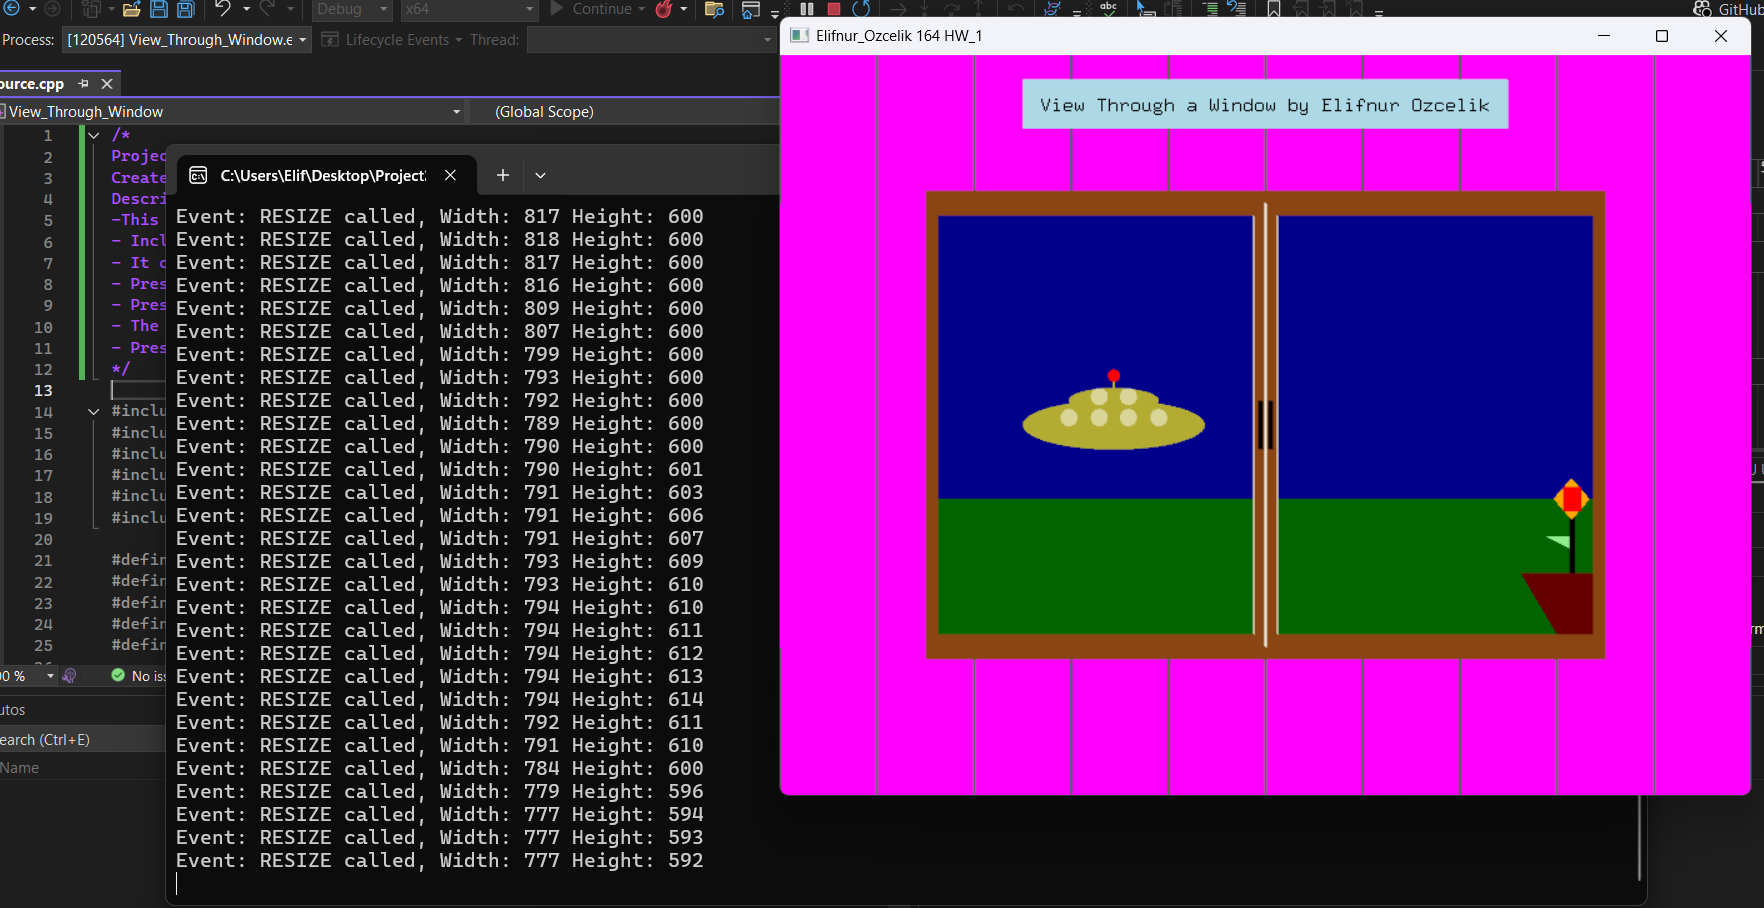 Debug
x64
Continue
abc
GitHub
Process:
[120564] View_Through_Window.e
Lifecycle Events
Thread:
ource.cpp
View_Through_Window
(Global Scope)
1 /*
2 Projec
3 Create
4 Descri
5 -This
6 - Incl
7 - It c
8 - Pres
9 - Pres
10 - The
11 - Pres
12 */
13
14 #inclu
15 #inclu
16 #inclu
17 #inclu
18 #inclu
19 #inclu
20
21 #defin
22 #defin
23 #defin
24 #defin
25 #defin
No iss
utos
earch (Ctrl+E)
Name
C:\Users\Elif\Desktop\Project
Event: RESIZE called, Width: 817 Height: 600
Event: RESIZE called, Width: 818 Height: 600
Event: RESIZE called, Width: 817 Height: 600
Event: RESIZE called, Width: 816 Height: 600
Event: RESIZE called, Width: 809 Height: 600
Event: RESIZE called, Width: 807 Height: 600
Event: RESIZE called, Width: 799 Height: 600
Event: RESIZE called, Width: 793 Height: 600
Event: RESIZE called, Width: 792 Height: 600
Event: RESIZE called, Width: 789 Height: 600
Event: RESIZE called, Width: 790 Height: 600
Event: RESIZE called, Width: 790 Height: 601
Event: RESIZE called, Width: 791 Height: 603
Event: RESIZE called, Width: 791 Height: 606
Event: RESIZE called, Width: 791 Height: 607
Event: RESIZE called, Width: 793 Height: 609
Event: RESIZE called, Width: 793 Height: 610
Event: RESIZE called, Width: 794 Height: 610
Event: RESIZE called, Width: 794 Height: 611
Event: RESIZE called, Width: 794 Height: 612
Event: RESIZE called, Width: 794 Height: 613
Event: RESIZE called, Width: 794 Height: 614
Event: RESIZE called, Width: 792 Height: 611
Event: RESIZE called, Width: 791 Height: 610
Event: RESIZE called, Width: 784 Height: 600
Event: RESIZE called, Width: 779 Height: 596
Event: RESIZE called, Width: 777 Height: 594
Event: RESIZE called, Width: 777 Height: 593
Event: RESIZE called, Width: 777 Height: 592
Elifnur_Ozcelik 164 HW_1
View Through a Window by Elifnur Ozcelik